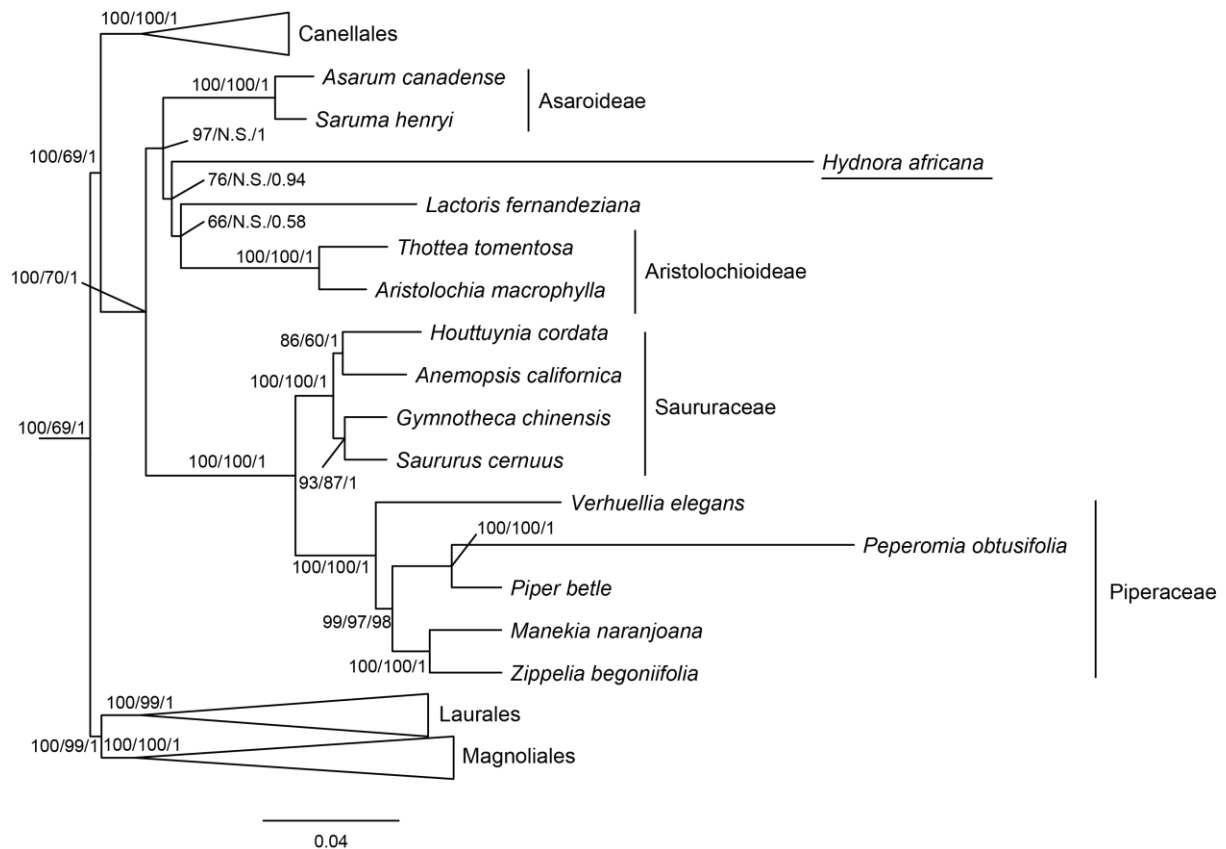 100/100/1
Canellales
Asarum canadense
100/100/1
Asaroideae
Saruma henryi
97/N.S./1
100/69/1
Hydnora africana
76/N.S./0.94
Lactoris fernandeziana
66/N.S./0.58
Thottea tomentosa
100/100/1
Aristolochioideae
100/70/1
Aristolochia macrophylla
Houttuynia cordata
86/60/1
Anemopsis californica
100/100/1
Saururaceae
Gymnotheca chinensis
100/69/1
Saururus cernuus
100/100/1
93/87/1
Verhuellia elegans
100/100/1
Peperomia obtusifolia
100/100/1
Piper betle
Piperaceae
99/97/98
Manekia naranjoana
100/100/1
Zippelia begoniifolia
100/99/1
Laurales
100/99/1
100/100/1
Magnoliales
0.04